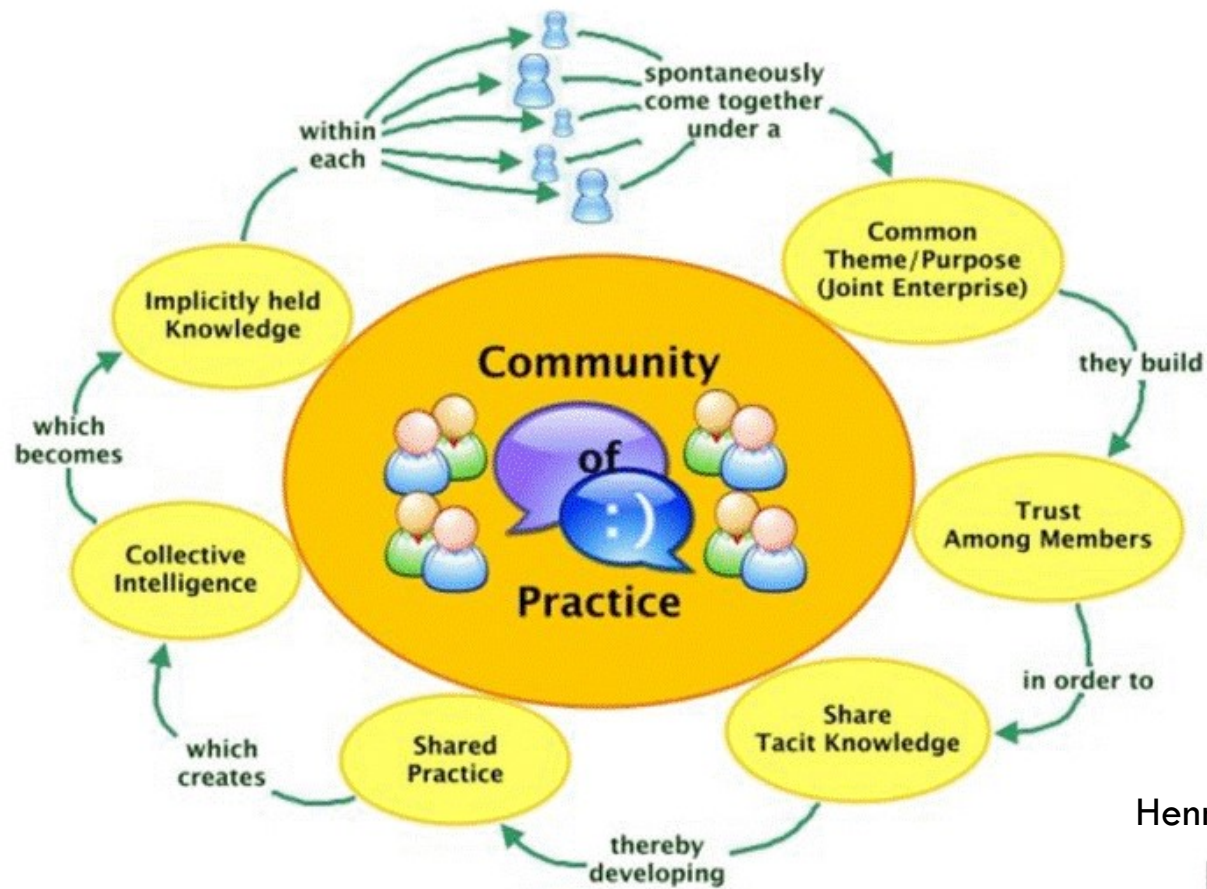 within
each
spontaneously
come together
under a
Common
Theme/Purpose
(Joint Enterprise)
they build
Trust
Among Members
in order to
Share
Tacit Knowledge
thereby
developing
Shared
Practice
which
creates
Collective
Intelligence
which
becomes
Implicitly held
Knowledge
Community
of
:)
Practice